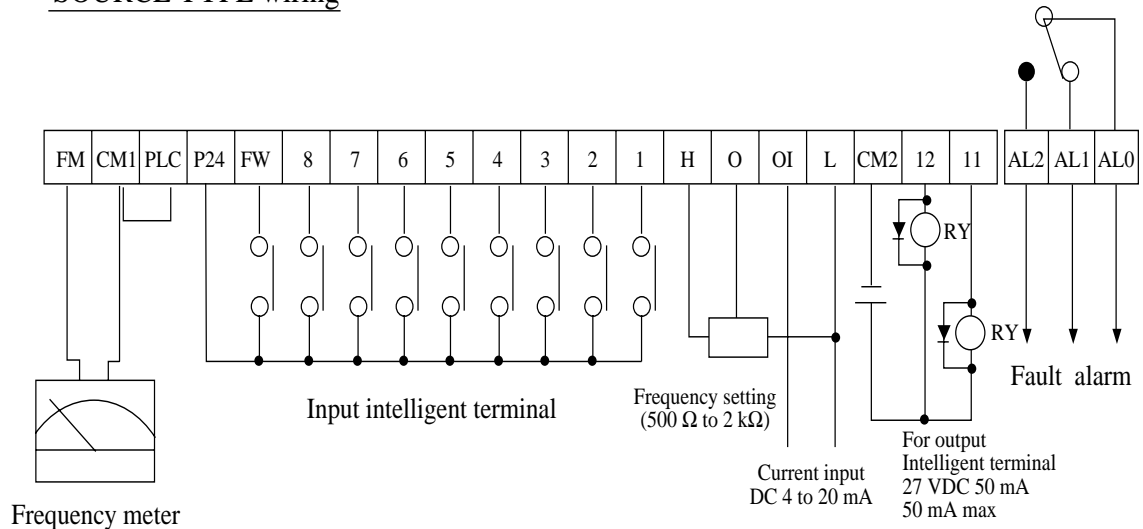 SOURCE TYPE wiring
FM CM1 PLC P24 FW 8 7 6 5 4 3 2 1 H O OI L CM2 12 11 AL2 AL1 AL0
RY
RY
Fault alarm
Input intelligent terminal
Frequency setting
(500 Ω to 2 kΩ)
For output
Intelligent terminal
27 VDC 50 mA
50 mA max
Current input
DC 4 to 20 mA
Frequency meter